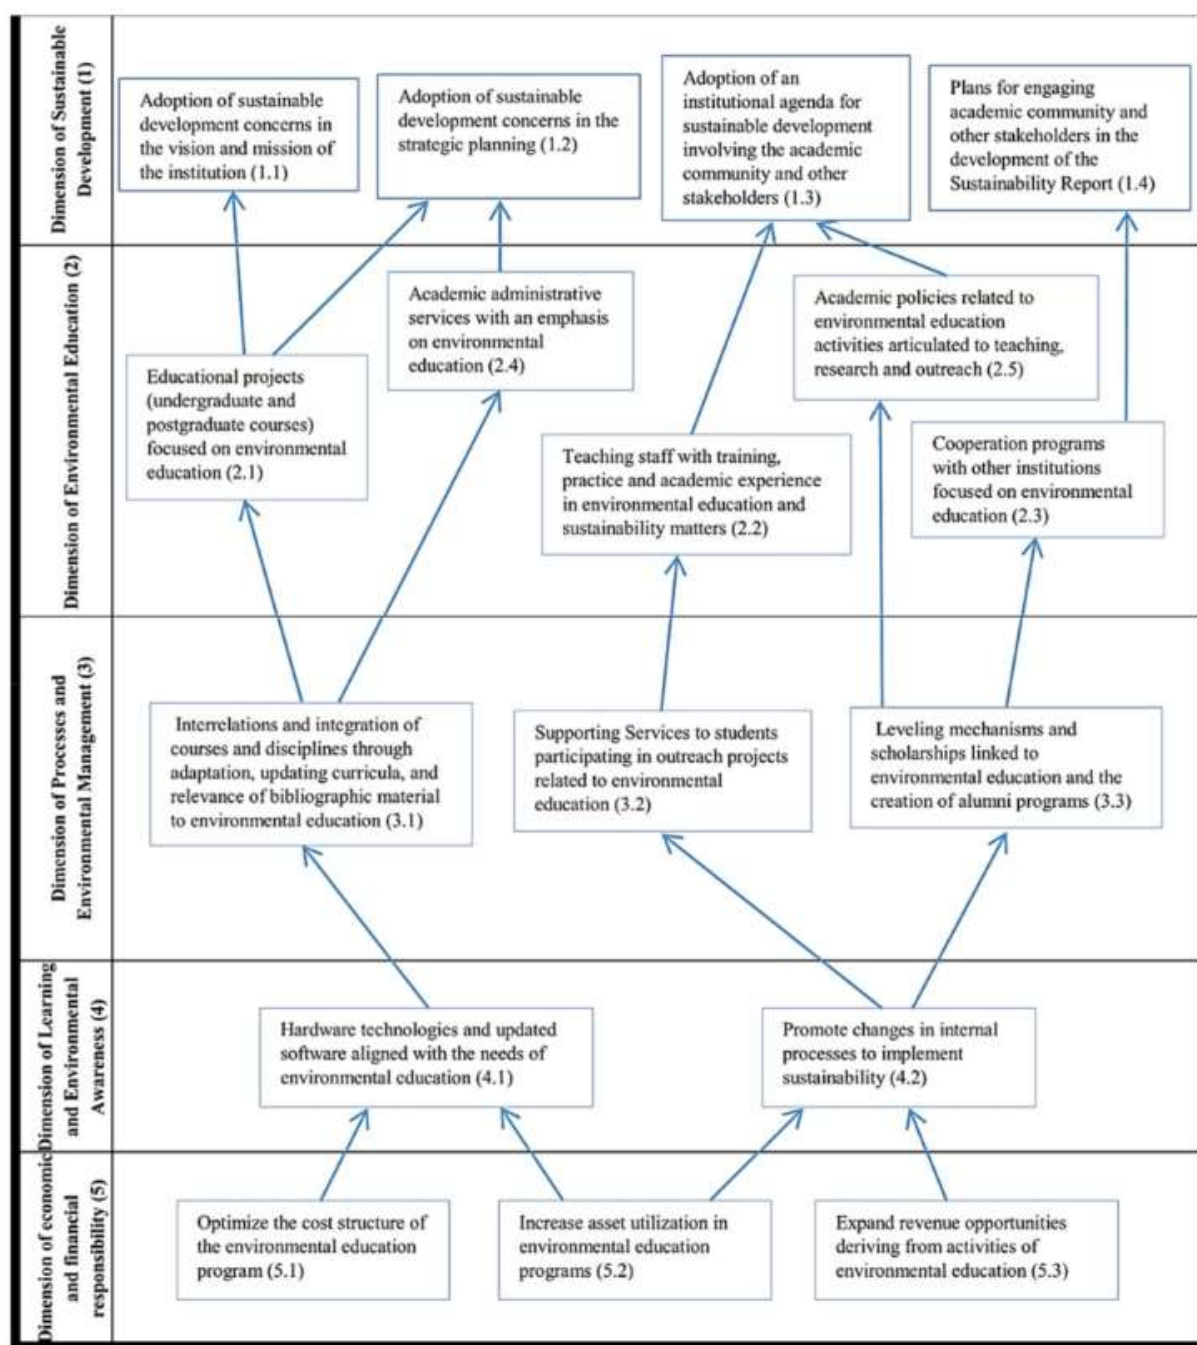 Dimension of Sustainable
Development (1)
Adoption of sustainable
development concerns in
the vision and mission of
the institution (1.1)
Adoption of sustainable
development concerns in the
strategic planning (1.2)
Adoption of an
institutional agenda for
sustainable development
involving the academic
community and other
stakeholders (1.3)
Plans for engaging
academic community and
other stakeholders in the
development of the
Sustainability Report (1.4)
Dimension of Environmental Education (2)
Educational projects
(undergraduate and
postgraduate courses)
focused on environmental
education (2.1)
Academic administrative
services with an emphasis
on environmental
education (2.4)
Teaching staff with training,
practice and academic experience
in environmental education and
sustainability matters (2.2)
Academic policies related to
environmental education
activities articulated to teaching,
research and outreach (2.5)
Cooperation programs
with other institutions
focused on environmental
education (2.3)
Dimension of Processes and
Environmental Management (3)
Interrelations and integration of
courses and disciplines through
adaptation, updating curricula, and
relevance of bibliographic material
to environmental education (3.1)
Supporting Services to students
participating in outreach projects
related to environmental
education (3.2)
Leveling mechanisms and
scholarships linked to
environmental education and the
creation of alumni programs (3.3)
Dimension of Learning
and Environmental
Awareness (4)
Hardware technologies and updated
software aligned with the needs of
environmental education (4.1)
Promote changes in internal
processes to implement
sustainability (4.2)
Dimension of economic
and financial
responsibility (5)
Optimize the cost structure of
the environmental education
program (5.1)
Increase asset utilization in
environmental education
programs (5.2)
Expand revenue opportunities
deriving from activities of
environmental education (5.3)